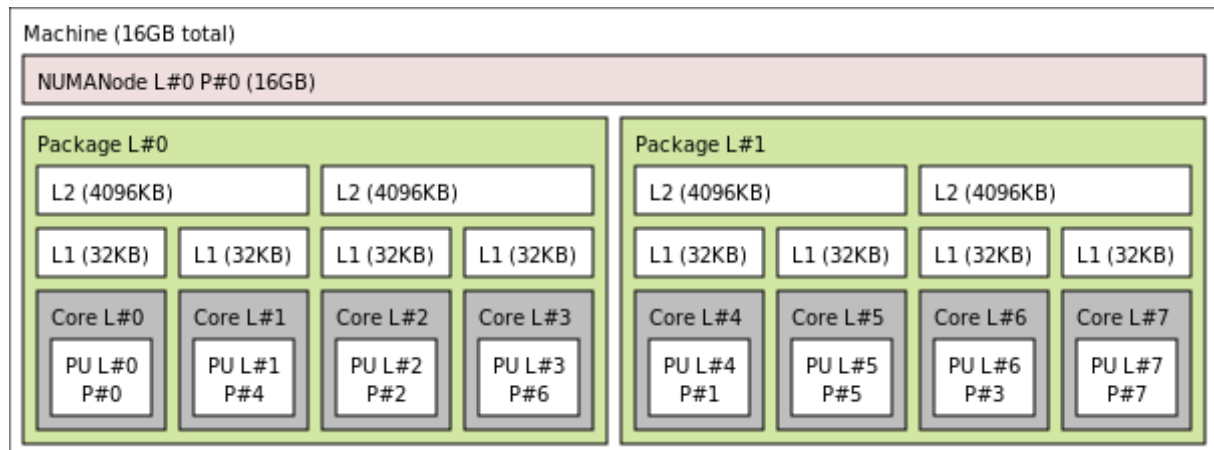 Machine (16GB total)
NUMANode L#0 P#0 (16GB)
Package L#0
L2 (4096KB)
L2 (4096KB)
L1 (32KB)
L1 (32KB)
L1 (32KB)
L1 (32KB)
Core L#0
PU L#0
P#0
Core L#1
PU L#1
P#4
Core L#2
PU L#2
P#2
Core L#3
PU L#3
P#6
Package L#1
L2 (4096KB)
L2 (4096KB)
L1 (32KB)
L1 (32KB)
L1 (32KB)
L1 (32KB)
Core L#4
PU L#4
P#1
Core L#5
PU L#5
P#5
Core L#6
PU L#6
P#3
Core L#7
PU L#7
P#7